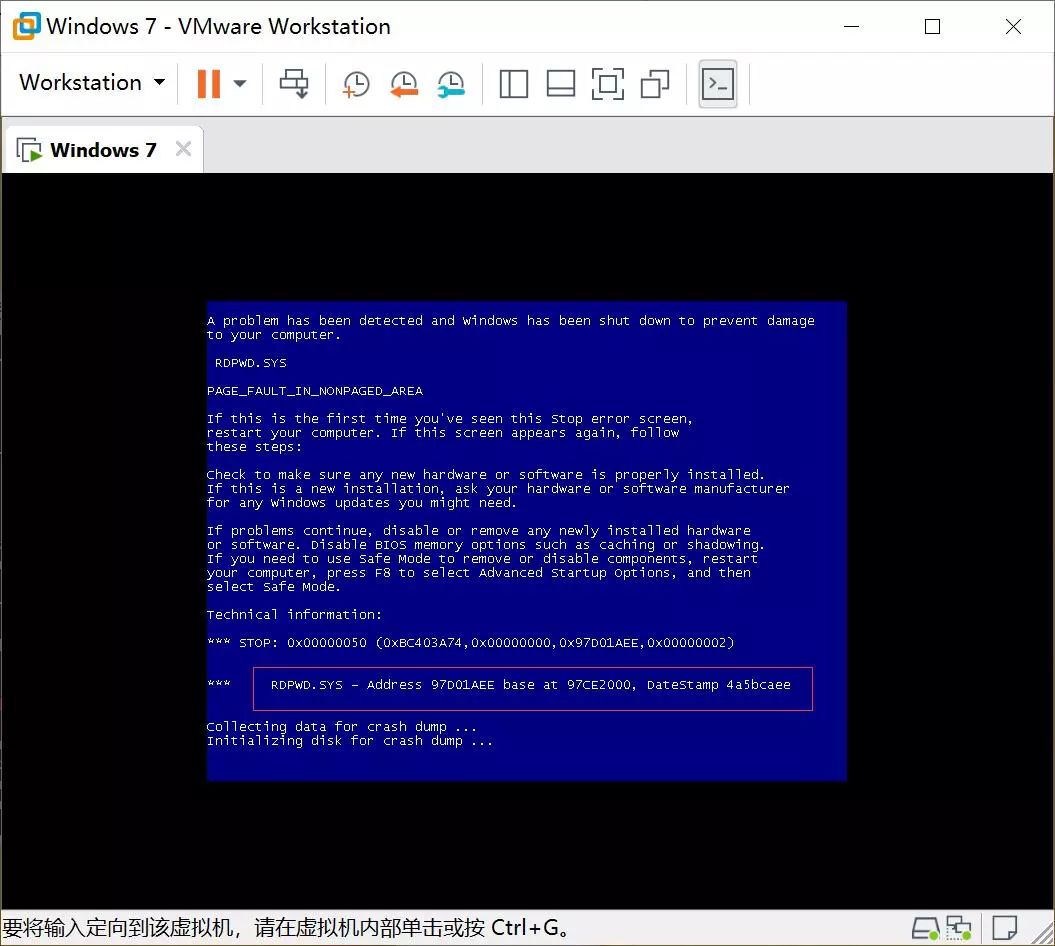 Windows 7 - VMware Workstation
Workstation
Windows 7
A problem has been detected and Windows has been shut down to prevent damage
to your computer.
RDPWD.SYS
PAGE_FAULT_IN_NONPAGED_AREA
If this is the first time you've seen this Stop error screen,
restart your computer. If this screen appears again, follow
these steps:
Check to make sure any new hardware or software is properly installed.
If this is a new installation, ask your hardware or software manufacturer
for any Windows updates you might need.
If problems continue, disable or remove any newly installed hardware
or software. Disable BIOS memory options such as caching or shadowing.
If you need to use Safe Mode to remove or disable components, restart
your computer, press F8 to select Advanced Startup Options, and then
select Safe Mode.
Technical information:
*** STOP: 0x00000050 (0xBC403A74,0x00000000,0x97D01AEE,0x00000002)
*** RDPWD.SYS - Address 97D01AEE base at 97CE2000, DateStamp 4a5bcaee
Collecting data for crash dump ...
Initializing disk for crash dump ...
要将输入定向到该虚拟机，请在虚拟机内部单击或按 Ctrl+G。